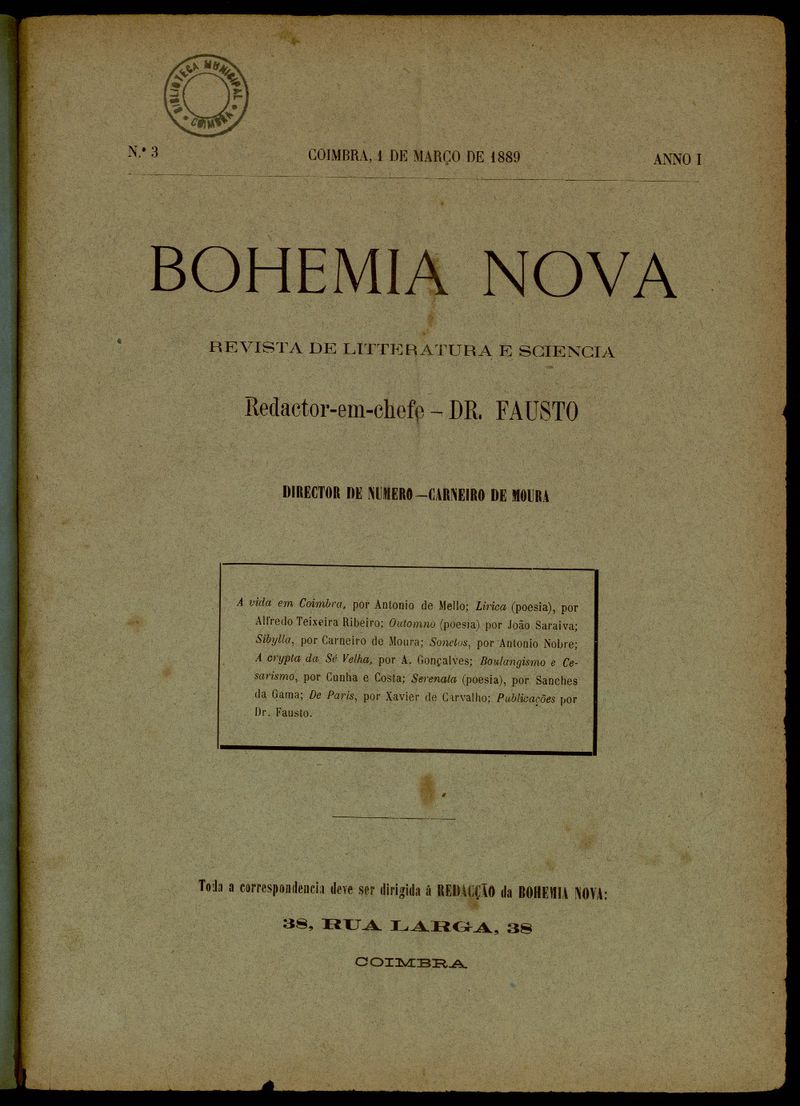 BIBLIOTECA MUNICIPAL
COIMBRA
N.º 3
COIMBRA, 1 DE MARÇO DE 1889
ANNO I
BOHEMIA NOVA
REVISTA DE LITTERATURA E SCIENCIA
Redactor-em-chefe – DR. FAUSTO
DIRECTOR DE NUMERO—CARNEIRO DE MOURA
A vida em Coimbra, por Antonio de Mello; Lirica (poesia), por
Alfredo Teixeira Ribeiro; Outomno (poesia) por João Saraiva;
Sibylla, por Carneiro de Moura; Sonetos, por Antonio Nobre;
A crypta da Sé Velha, por A. Gonçalves; Boulangismo e Ce-
sarismo, por Cunha e Costa; Serenata (poesia), por Sanches
da Gama; De Paris, por Xavier de Carvalho; Publicações por
Dr. Fausto.
Toda a correspondencia deve ser dirigida á REDACÇÃO da BOHEMIA NOVA:
38, RUA LARGA, 38
COIMBRA